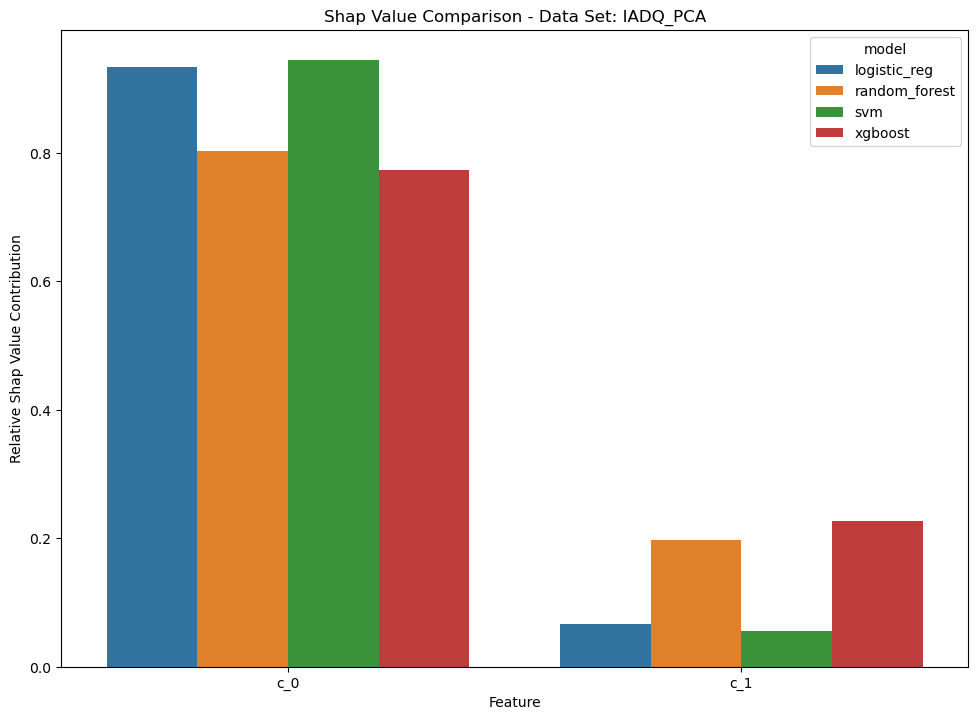 Shap Value Comparison - Data Set: IADQ_PCA
model
logistic_reg
random_forest
svm
xgboost
Relative Shap Value Contribution
0.8
0.6
0.4
0.2
0.0
c_0
c_1
Feature